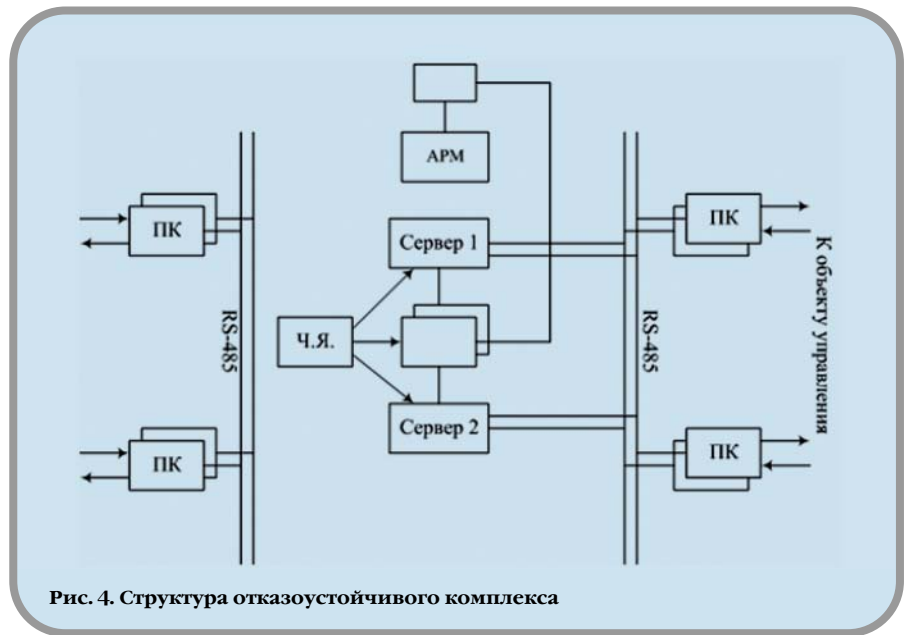 АРМ
ПК
Сервер 1
ПК
RS-485
Ч.Я.
RS-485
К объекту управления
Сервер 2
ПК
ПК
Рис. 4. Структура отказоустойчивого комплекса